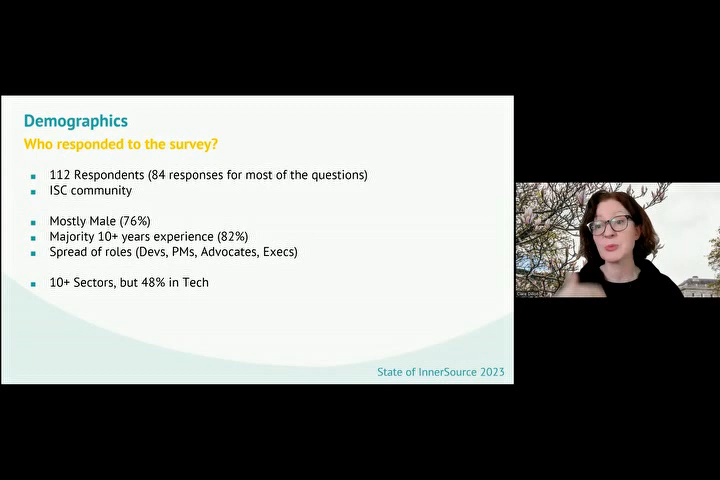 Demographics
Who responded to the survey?
112 Respondents (84 responses for most of the questions)
ISC community
Mostly Male (76%)
Majority 10+ years experience (82%)
Spread of roles (Devs, PMs, Advocates, Execs)
10+ Sectors, but 48% in Tech
State of InnerSource 2023